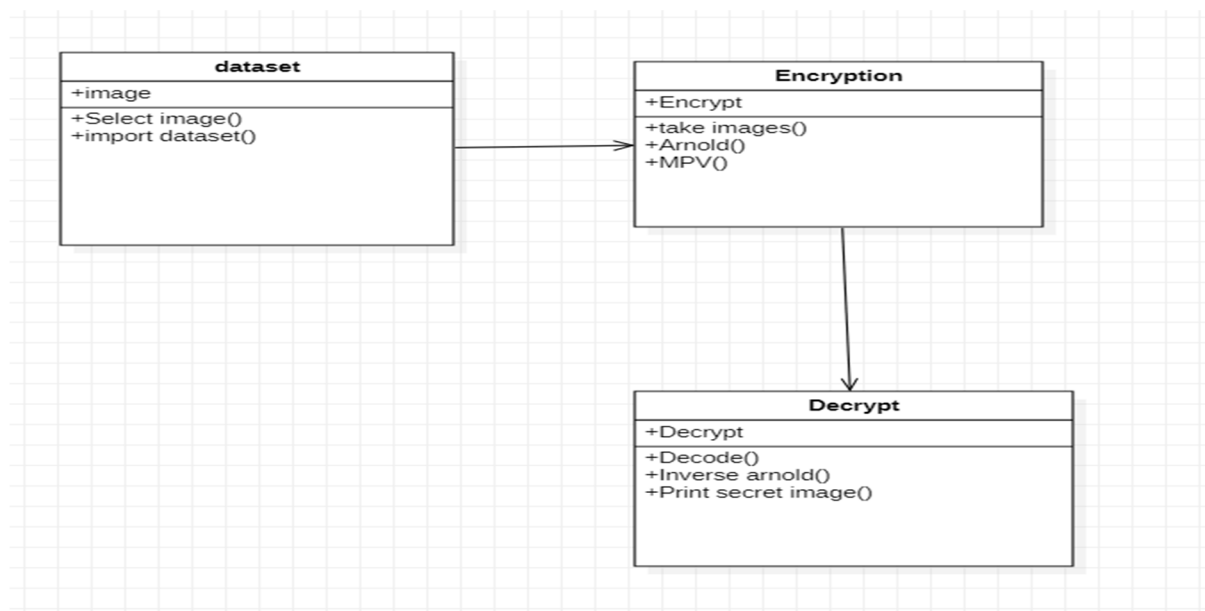 dataset
+image
+Select image()
+import dataset()
Encryption
+Encrypt
+take images()
+Arnold()
+MPV()
Decrypt
+Decrypt
+Decode()
+Inverse arnold()
+Print secret image()